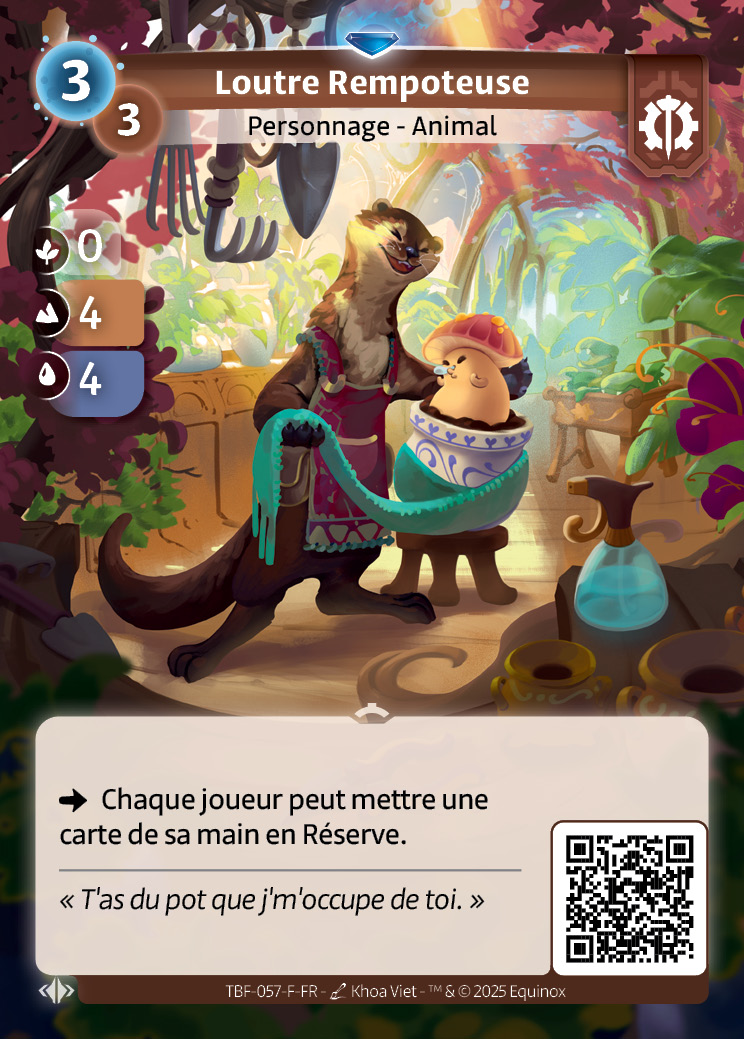 3
Loutre Rempoteuse
3
Personnage - Animal
0
4
4
Chaque joueur peut mettre une
carte de sa main en Réserve.
« T'as du pot que j'm'occupe de toi. »
TBF-057-F-FR - Khoa Viet - ™ & © 2025 Equinox